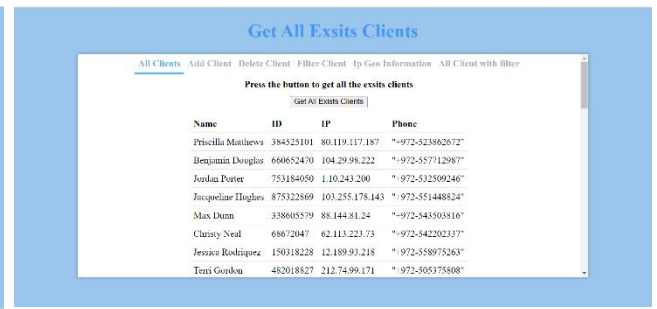 Get All Exsits Clients
All Clients Add Client Delete Client Filter Client Ip Geo Information All Client with filter
Press the button to get all the exsits clients
Get All Exists Clients
Name ID IP Phone
Priscilla Matthews 384525101 80.119.117.187 "+972-523862672"
Benjamin Douglas 660652470 104.29.98.222 "+972-557712987"
Jordan Porter 753184050 1.10.243.200 "+972-532509246"
Jacqueline Hughes 875322869 103.255.178.143 "+972-551448824"
Max Dunn 338605579 88.144.81.24 "+972-543503816"
Christy Neal 68672047 62.113.223.73 "+972-542202337"
Jessica Rodriquez 150318228 12.189.93.218 "+972-558975263"
Terri Gordon 482018827 212.74.99.171 "+972-505375808"